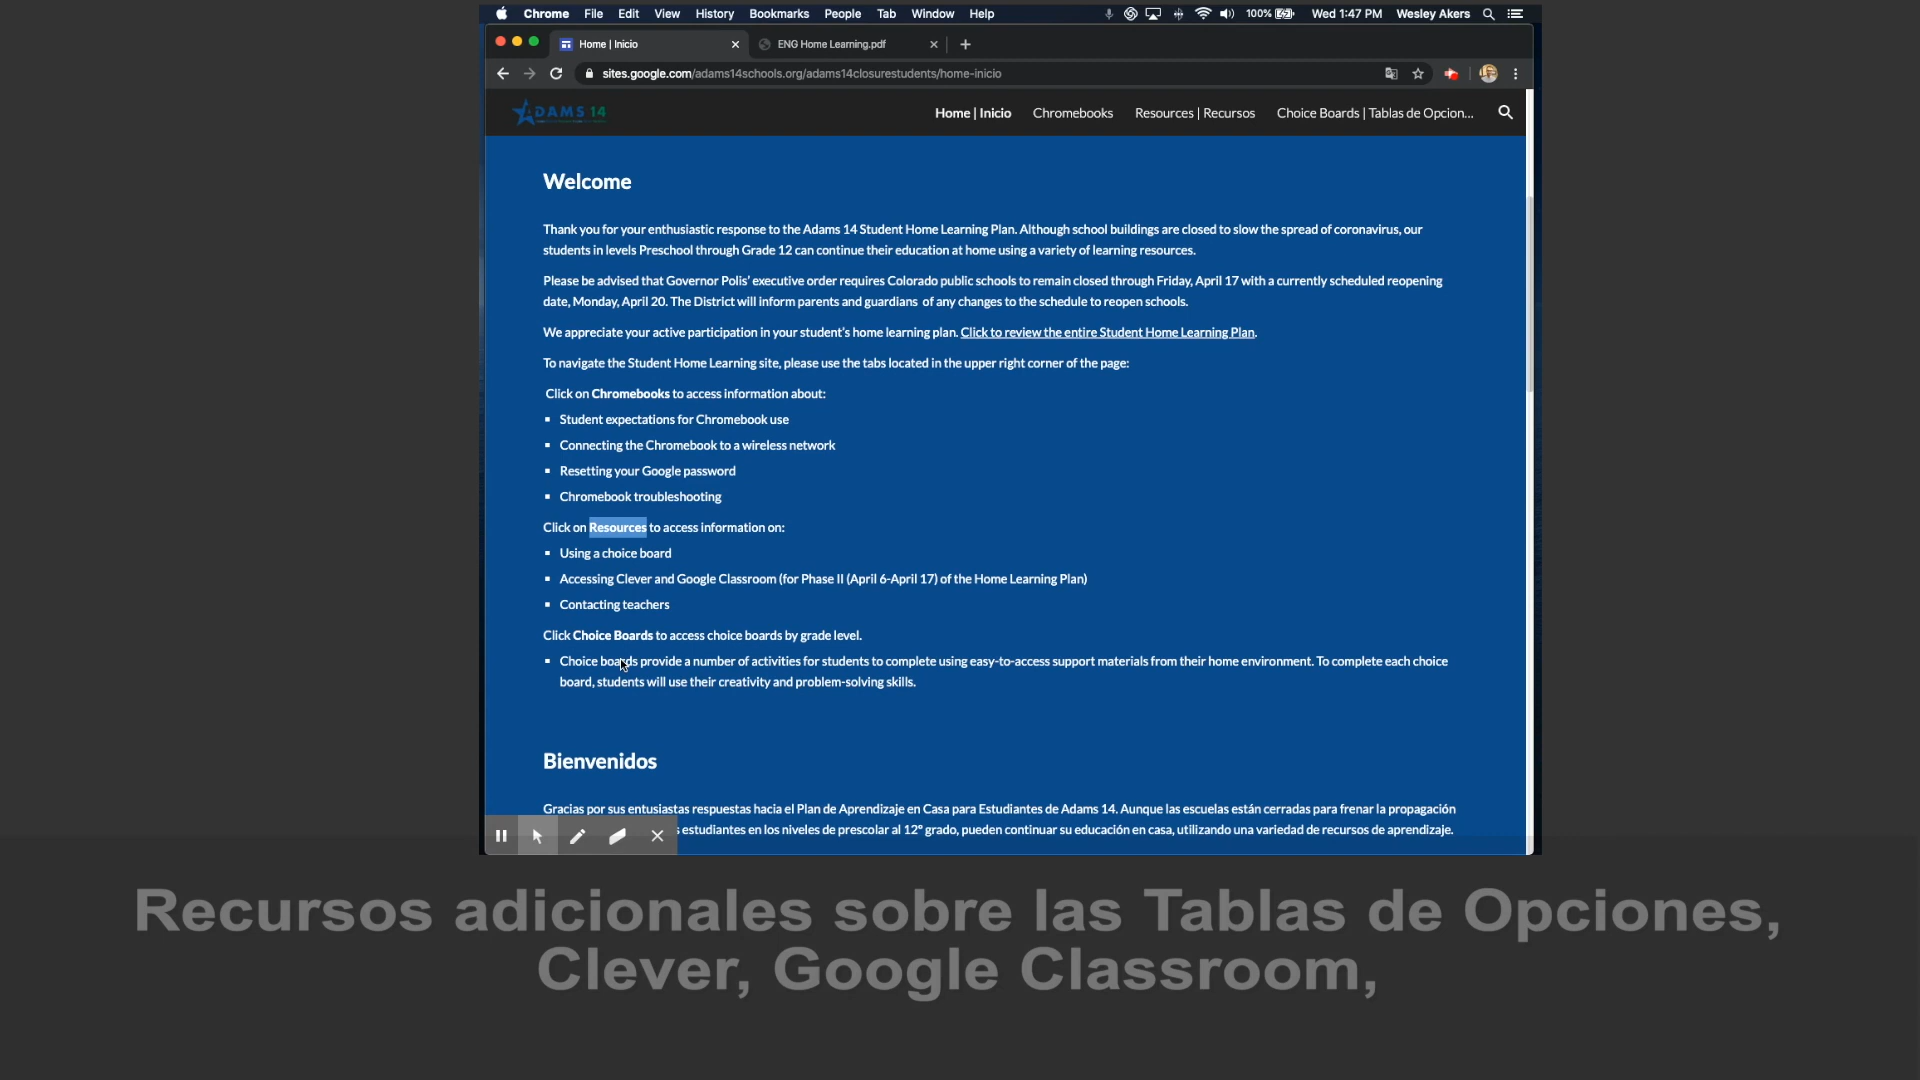 Chrome File Edit View History Bookmarks People Tab Window Help 100% Wed 1:47 PM Wesley Akers
Home | Inicio ENG Home Learning.pdf
sites.google.com/adams14schools.org/adams14closurestudents/home-inicio
ADAMS 14 Home | Inicio Chromebooks Resources | Recursos Choice Boards | Tablas de Opcion...
Welcome
Thank you for your enthusiastic response to the Adams 14 Student Home Learning Plan. Although school buildings are closed to slow the spread of coronavirus, our
students in levels Preschool through Grade 12 can continue their education at home using a variety of learning resources.
Please be advised that Governor Polis' executive order requires Colorado public schools to remain closed through Friday, April 17 with a currently scheduled reopening
date, Monday, April 20. The District will inform parents and guardians of any changes to the schedule to reopen schools.
We appreciate your active participation in your student's home learning plan. Click to review the entire Student Home Learning Plan.
To navigate the Student Home Learning site, please use the tabs located in the upper right corner of the page:
Click on Chromebooks to access information about:
▪ Student expectations for Chromebook use
▪ Connecting the Chromebook to a wireless network
▪ Resetting your Google password
▪ Chromebook troubleshooting
Click on Resources to access information on:
▪ Using a choice board
▪ Accessing Clever and Google Classroom (for Phase II (April 6-April 17) of the Home Learning Plan)
▪ Contacting teachers
Click Choice Boards to access choice boards by grade level.
▪ Choice boards provide a number of activities for students to complete using easy-to-access support materials from their home environment. To complete each choice
board, students will use their creativity and problem-solving skills.
Bienvenidos
Gracias por sus entusiastas respuestas hacia el Plan de Aprendizaje en Casa para Estudiantes de Adams 14. Aunque las escuelas están cerradas para frenar la propagación
estudiantes en los niveles de prescolar al 12º grado, pueden continuar su educación en casa, utilizando una variedad de recursos de aprendizaje.
Recursos adicionales sobre las Tablas de Opciones,
Clever, Google Classroom,